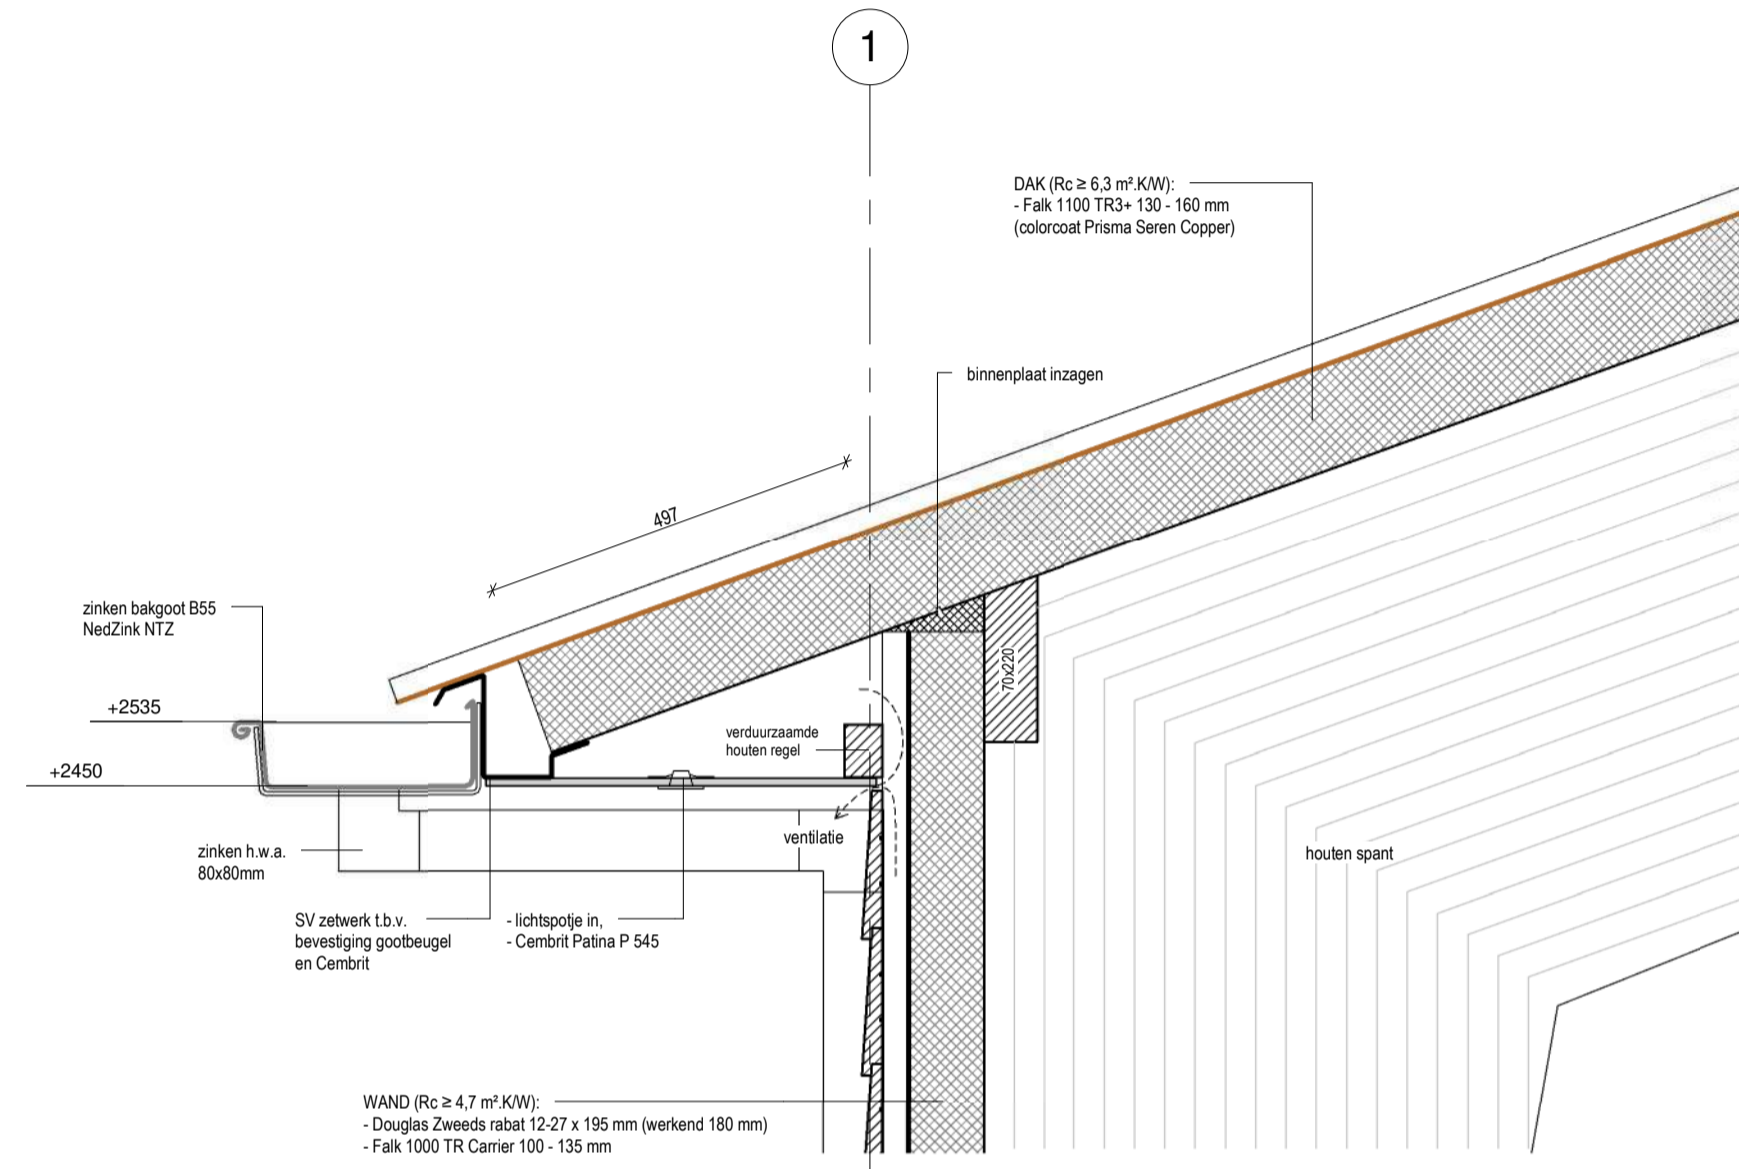 1
DAK (Rc ≥ 6,3 m².K/W):
- Falk 1100 TR3+ 130 - 160 mm
(colorcoat Prisma Seren Copper)
binnenplaat inzagen
497
zinken bakgoot B55
NedZink NTZ
70x220
+2535
verduurzaamde
houten regel
+2450
ventilatie
zinken h.w.a.
80x80mm
houten spant
SV zetwerk t.b.v.
bevestiging gootbeugel
en Cembrit
- lichtspotje in,
- Cembrit Patina P 545
WAND (Rc ≥ 4,7 m².K/W):
- Douglas Zweeds rabat 12-27 x 195 mm (werkend 180 mm)
- Falk 1000 TR Carrier 100 - 135 mm